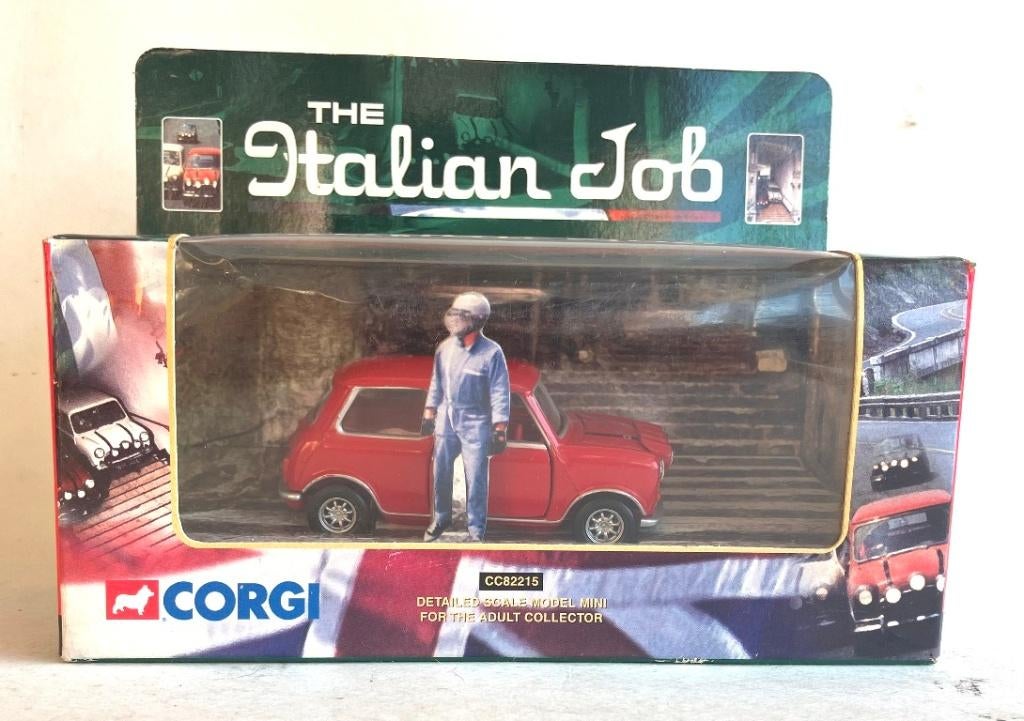 THE
Italian Job
CORGI
CC82215
DETAILED SCALE MODEL MINI
FOR THE ADULT COLLECTOR